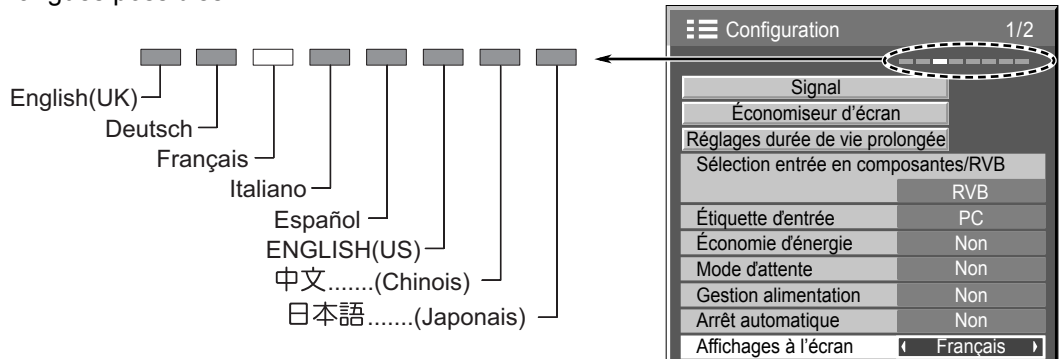 English(UK)
Deutsch
Français
Italiano
Español
ENGLISH(US)
中文.......(Chinois)
日本語.......(Japonais)
Configuration 1/2
Signal
Économiseur d’écran
Réglages durée de vie prolongée
Sélection entrée en composantes/RVB
RVB
Étiquette d’entrée PC
Économie d’énergie Non
Mode d’attente Non
Gestion alimentation Non
Arrêt automatique Non
Affichages à l’écran Français